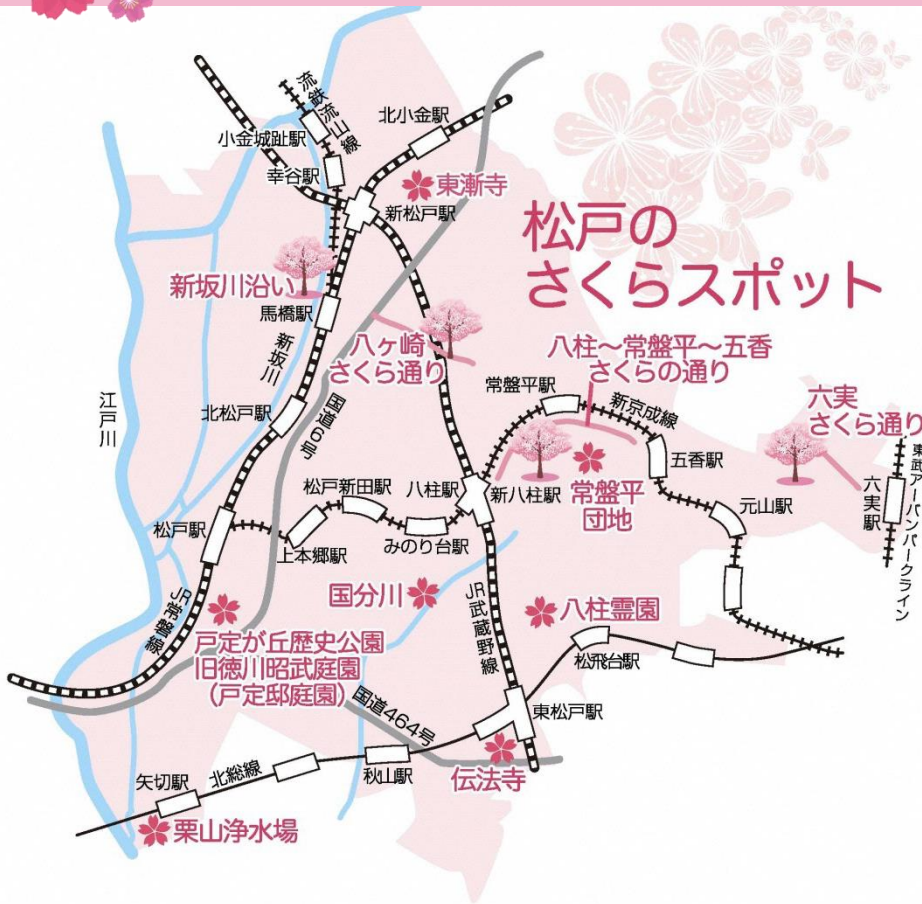 松戸の
さくらスポット
流鉄流山線
小金城趾駅
北小金駅
幸谷駅
東漸寺
新松戸駅
新坂川沿い
馬橋駅
新坂川
八ヶ崎
さくら通り
八柱〜常盤平〜五香
さくらの通り
常盤平駅
新京成線
六実
さくら通り
江戸川
北松戸駅
国道6号
五香駅
東武アーバンパークライン
六実駅
松戸新田駅
八柱駅
新八柱駅
常盤平
団地
元山駅
松戸駅
上本郷駅
みのり台駅
JR常磐線
国分川
JR武蔵野線
八柱霊園
戸定が丘歴史公園
旧徳川昭武庭園
(戸定邸庭園)
松飛台駅
国道464号
東松戸駅
矢切駅
北総線
秋山駅
伝法寺
栗山浄水場